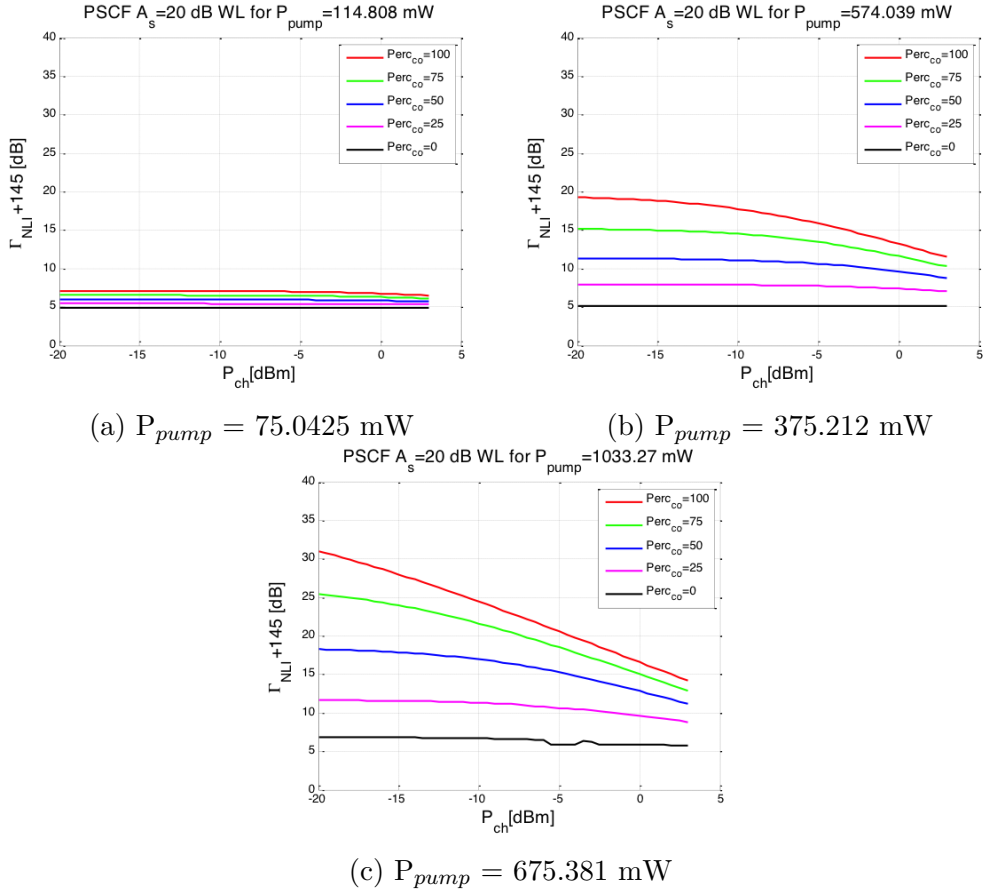 PSCF A_s=20 dB WL for P_pump=114.808 mW
Γ_NLI+145 [dB]
40
35
30
25
20
15
10
5
0
-20 -15 -10 -5 0 5
P_ch[dBm]
Perc_co=100
Perc_co=75
Perc_co=50
Perc_co=25
Perc_co=0
(a) P_pump = 75.0425 mW
PSCF A_s=20 dB WL for P_pump=574.039 mW
Γ_NLI+145 [dB]
40
35
30
25
20
15
10
5
0
-20 -15 -10 -5 0 5
P_ch[dBm]
Perc_co=100
Perc_co=75
Perc_co=50
Perc_co=25
Perc_co=0
(b) P_pump = 375.212 mW
PSCF A_s=20 dB WL for P_pump=1033.27 mW
Γ_NLI+145 [dB]
40
35
30
25
20
15
10
5
0
-20 -15 -10 -5 0 5
P_ch[dBm]
Perc_co=100
Perc_co=75
Perc_co=50
Perc_co=25
Perc_co=0
(c) P_pump = 675.381 mW